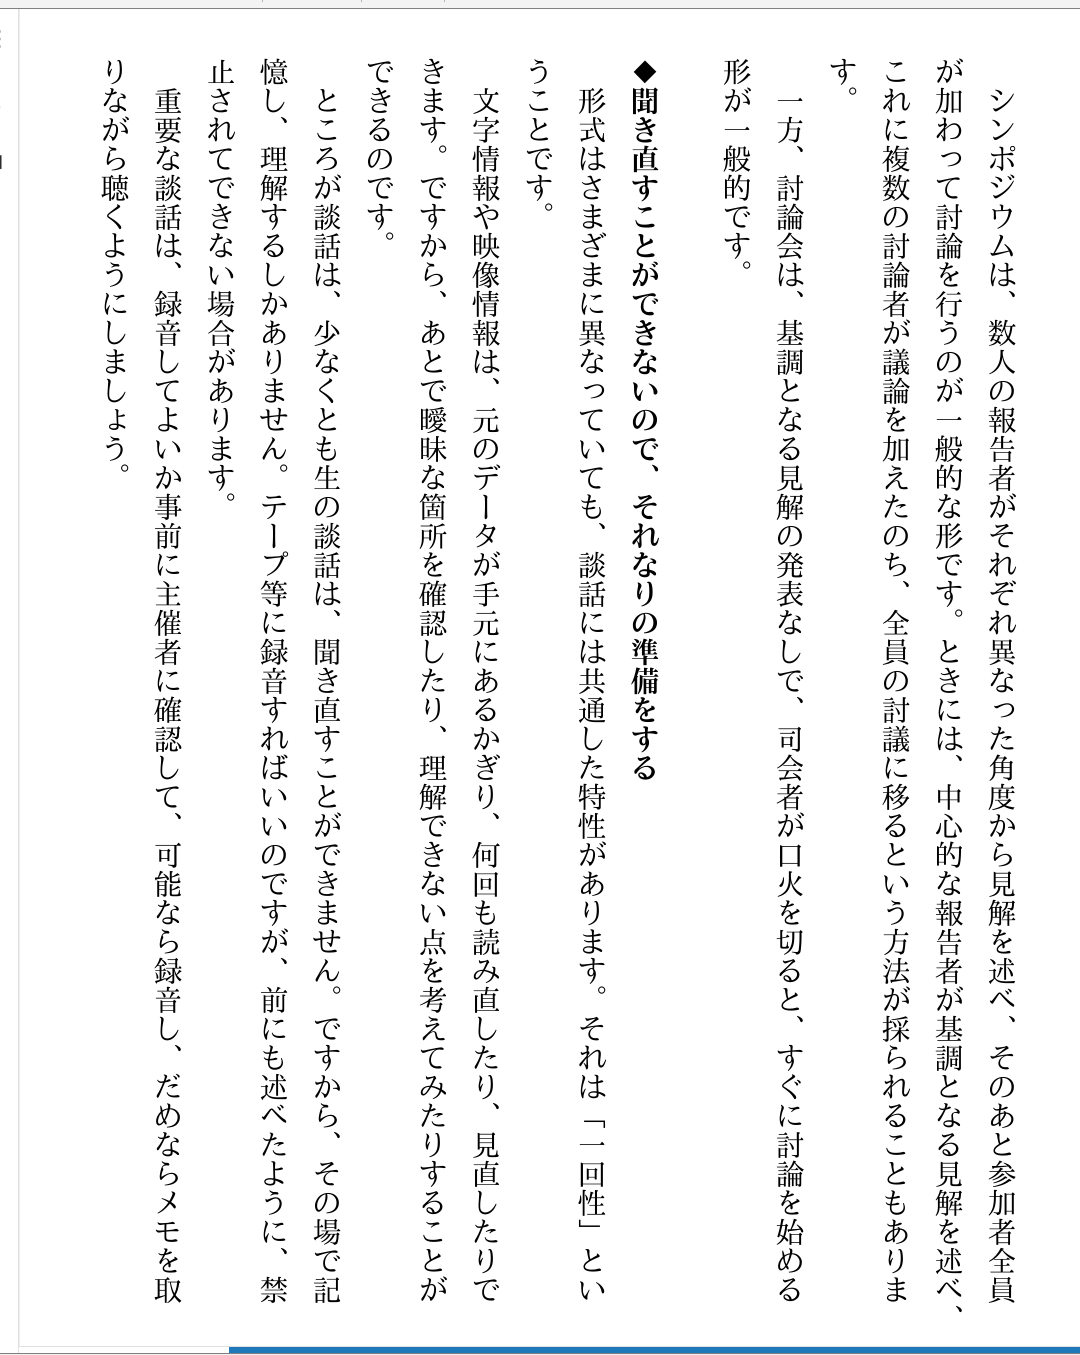 シンポジウムは、数人の報告者がそれぞれ異なった角度から見解を述べ、そのあと参加者全員
が加わって討論を行うのが一般的な形です。ときには、中心的な報告者が基調となる見解を述べ、
これに複数の討論者が議論を加えたのち、全員の討議に移るという方法が採られることもありま
す。
一方、討論会は、基調となる見解の発表なしで、司会者が口火を切ると、すぐに討論を始める
形が一般的です。
◆聞き直すことができないので、それなりの準備をする
形式はさまざまに異なっていても、談話には共通した特性があります。それは「一回性」とい
うことです。
文字情報や映像情報は、元のデータが手元にあるかぎり、何回も読み直したり、見直したりで
きます。ですから、あとで曖昧な箇所を確認したり、理解できない点を考えてみたりすることが
できるのです。
ところが談話は、少なくとも生の談話は、聞き直すことができません。ですから、その場で記
憶し、理解するしかありません。テープ等に録音すればいいのですが、前にも述べたように、禁
止されてできない場合があります。
重要な談話は、録音してよいか事前に主催者に確認して、可能なら録音し、だめならメモを取
りながら聴くようにしましょう。